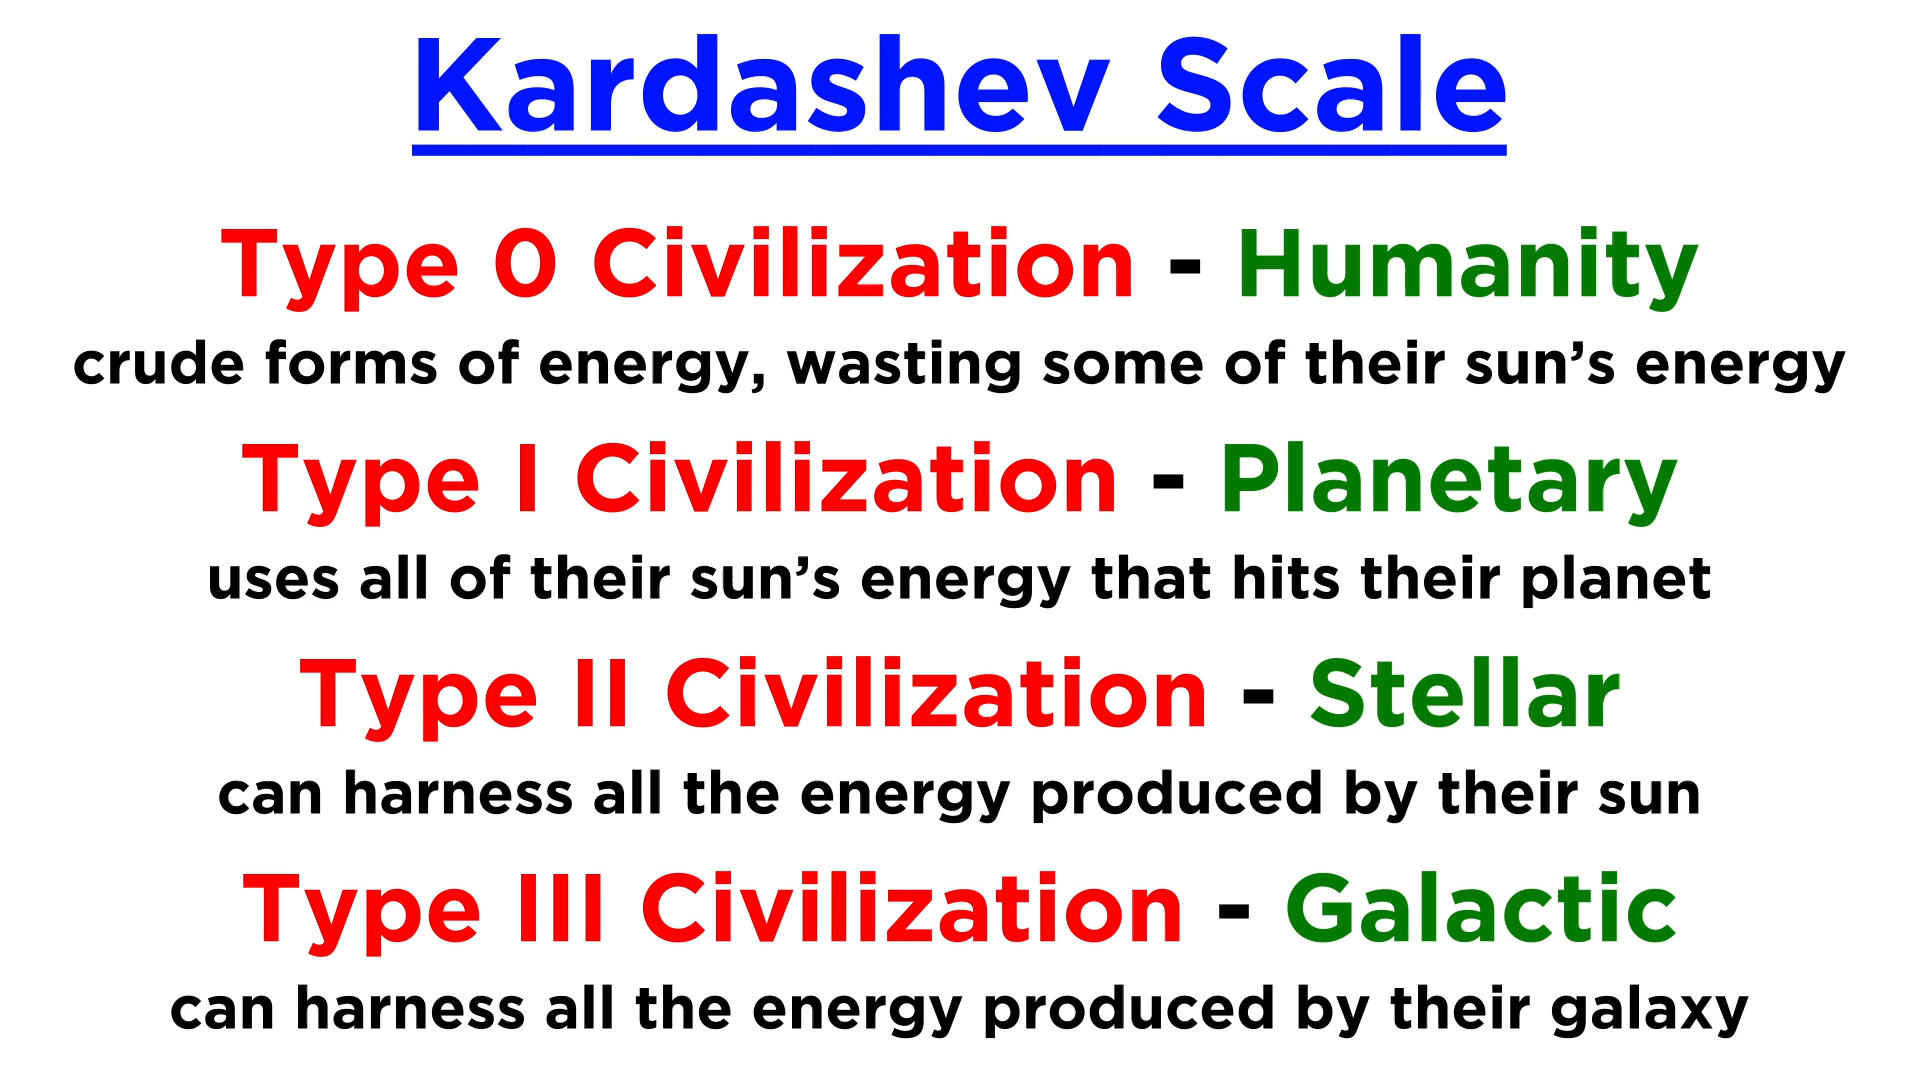 Kardashev Scale
Type 0 Civilization - Humanity
crude forms of energy, wasting some of their sun’s energy
Type I Civilization - Planetary
uses all of their sun’s energy that hits their planet
Type II Civilization - Stellar
can harness all the energy produced by their sun
Type III Civilization - Galactic
can harness all the energy produced by their galaxy